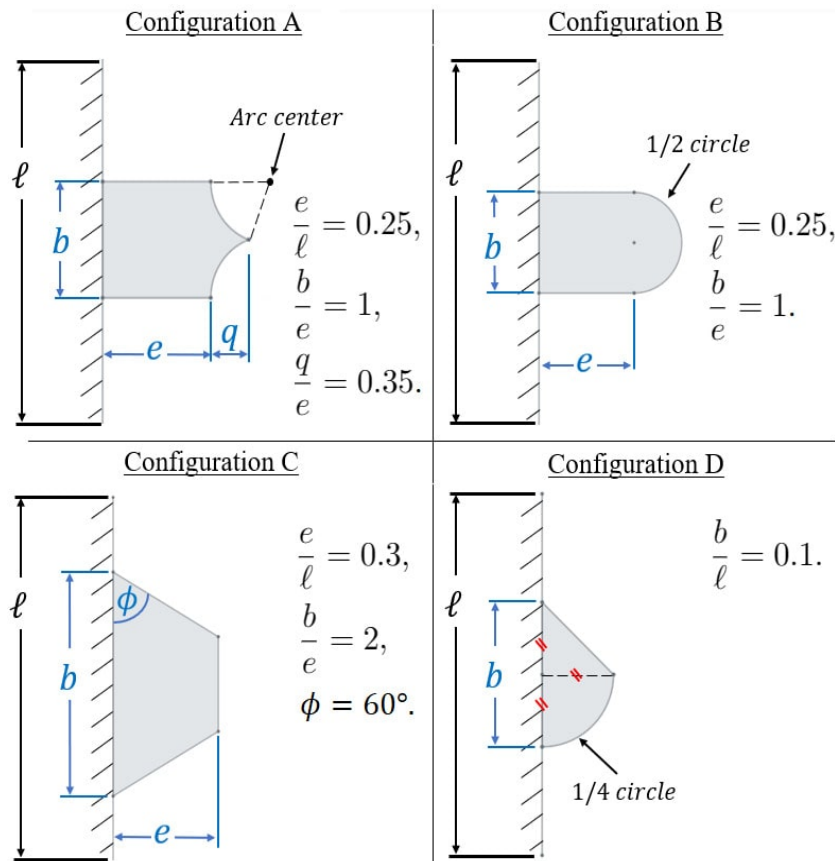 Configuration A
ℓ
b
e
q
Arc center
e/ℓ = 0.25,
b/e = 1,
q/e = 0.35.
Configuration B
ℓ
b
e
1/2 circle
e/ℓ = 0.25,
b/e = 1.
Configuration C
ℓ
b
ϕ
e
e/ℓ = 0.3,
b/e = 2,
ϕ = 60°.
Configuration D
ℓ
b
1/4 circle
b/ℓ = 0.1.